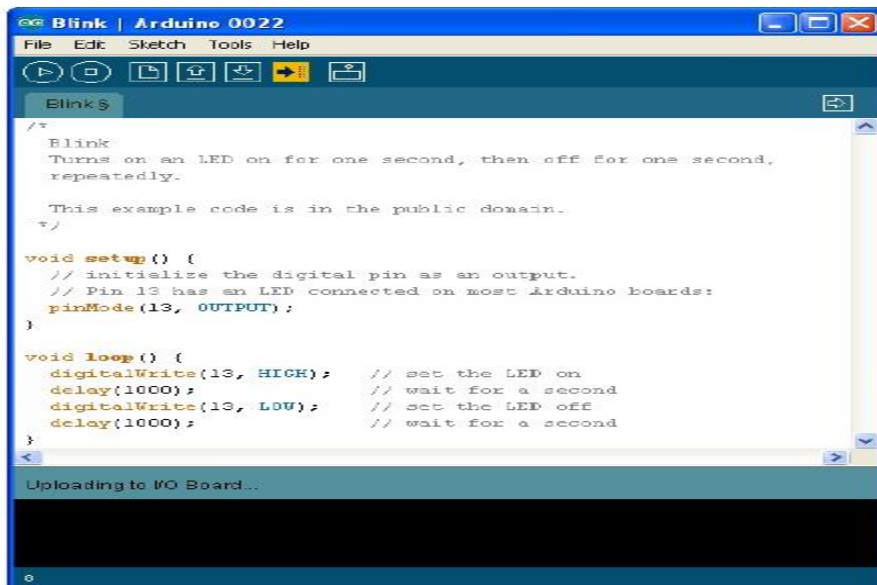 Blink | Arduino 0022
File Edit Sketch Tools Help
Blink §
/*
  Blink
  Turns on an LED on for one second, then off for one second,
  repeatedly.

  This example code is in the public domain.
 */

void setup() {
  // initialize the digital pin as an output.
  // Pin 13 has an LED connected on most Arduino boards:
  pinMode(13, OUTPUT);
}

void loop() {
  digitalWrite(13, HIGH);   // set the LED on
  delay(1000);              // wait for a second
  digitalWrite(13, LOW);    // set the LED off
  delay(1000);              // wait for a second
}
Uploading to I/O Board...